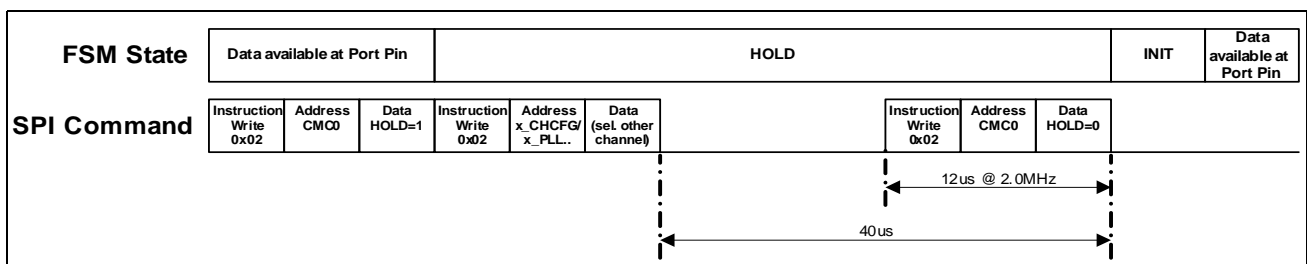 FSM State
Data available at Port Pin
HOLD
INIT
Data
available at
Port Pin
SPI Command
Instruction
Write
0x02
Address
CMC0
Data
HOLD=1
Instruction
Write
0x02
Address
x_CHCFG/
x_PLL..
Data
(sel. other
channel)
Instruction
Write
0x02
Address
CMC0
Data
HOLD=0
12us @ 2.0MHz
40us